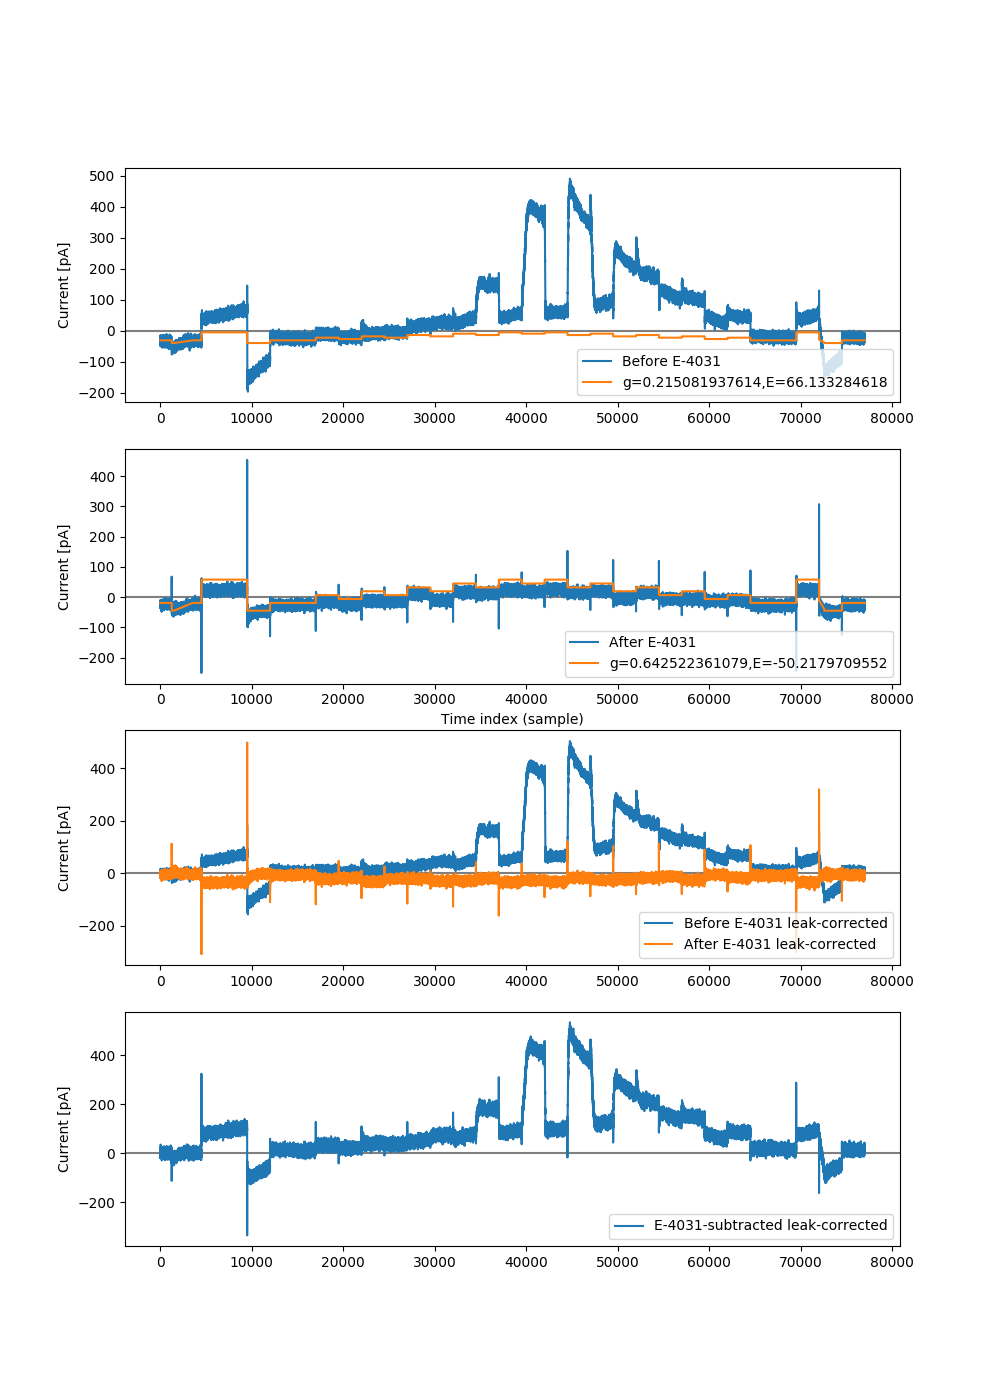 500
400
300
200
100
0
−100
−200
Current [pA]
Before E-4031
g=0.215081937614,E=66.133284618
0 10000 20000 30000 40000 50000 60000 70000 80000
400
300
200
100
0
−100
−200
Current [pA]
After E-4031
g=0.642522361079,E=-50.2179709552
0 10000 20000 30000 40000 50000 60000 70000 80000
Time index (sample)
400
200
0
−200
Current [pA]
Before E-4031 leak-corrected
After E-4031 leak-corrected
0 10000 20000 30000 40000 50000 60000 70000 80000
400
200
0
−200
Current [pA]
E-4031-subtracted leak-corrected
0 10000 20000 30000 40000 50000 60000 70000 80000